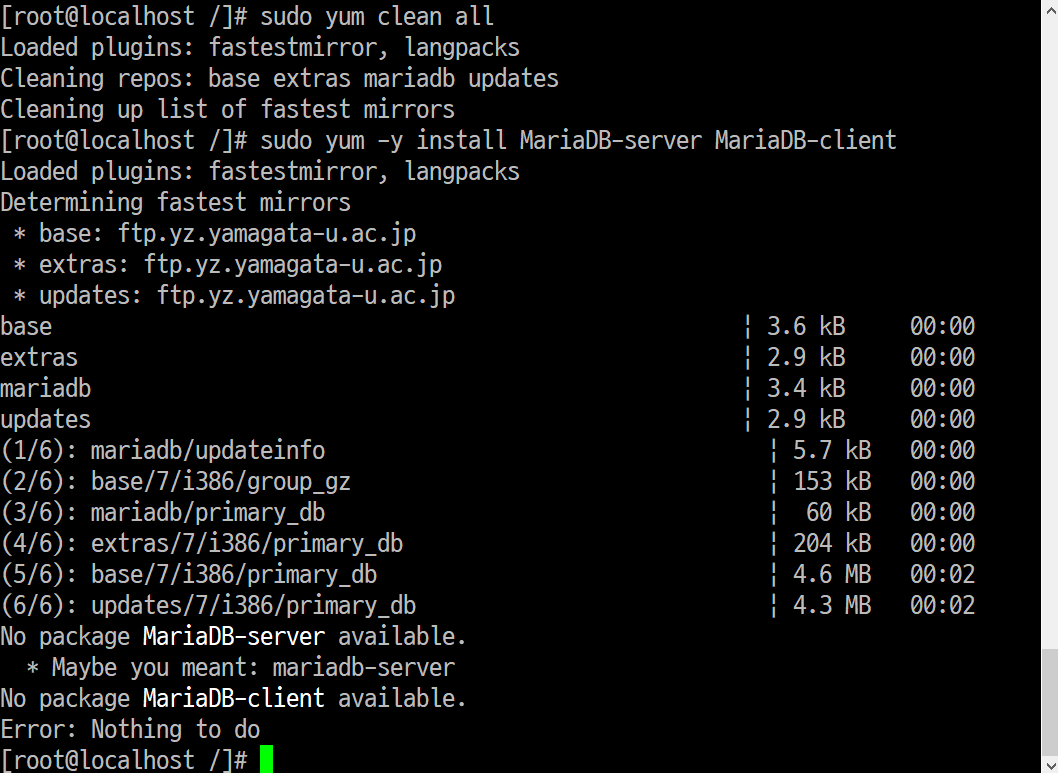 [root@localhost /]# sudo yum clean all
Loaded plugins: fastestmirror, langpacks
Cleaning repos: base extras mariadb updates
Cleaning up list of fastest mirrors
[root@localhost /]# sudo yum -y install MariaDB-server MariaDB-client
Loaded plugins: fastestmirror, langpacks
Determining fastest mirrors
 * base: ftp.yz.yamagata-u.ac.jp
 * extras: ftp.yz.yamagata-u.ac.jp
 * updates: ftp.yz.yamagata-u.ac.jp
base ¦ 3.6 kB 00:00
extras ¦ 2.9 kB 00:00
mariadb ¦ 3.4 kB 00:00
updates ¦ 2.9 kB 00:00
(1/6): mariadb/updateinfo ¦ 5.7 kB 00:00
(2/6): base/7/i386/group_gz ¦ 153 kB 00:00
(3/6): mariadb/primary_db ¦ 60 kB 00:00
(4/6): extras/7/i386/primary_db ¦ 204 kB 00:00
(5/6): base/7/i386/primary_db ¦ 4.6 MB 00:02
(6/6): updates/7/i386/primary_db ¦ 4.3 MB 00:02
No package MariaDB-server available.
  * Maybe you meant: mariadb-server
No package MariaDB-client available.
Error: Nothing to do
[root@localhost /]#